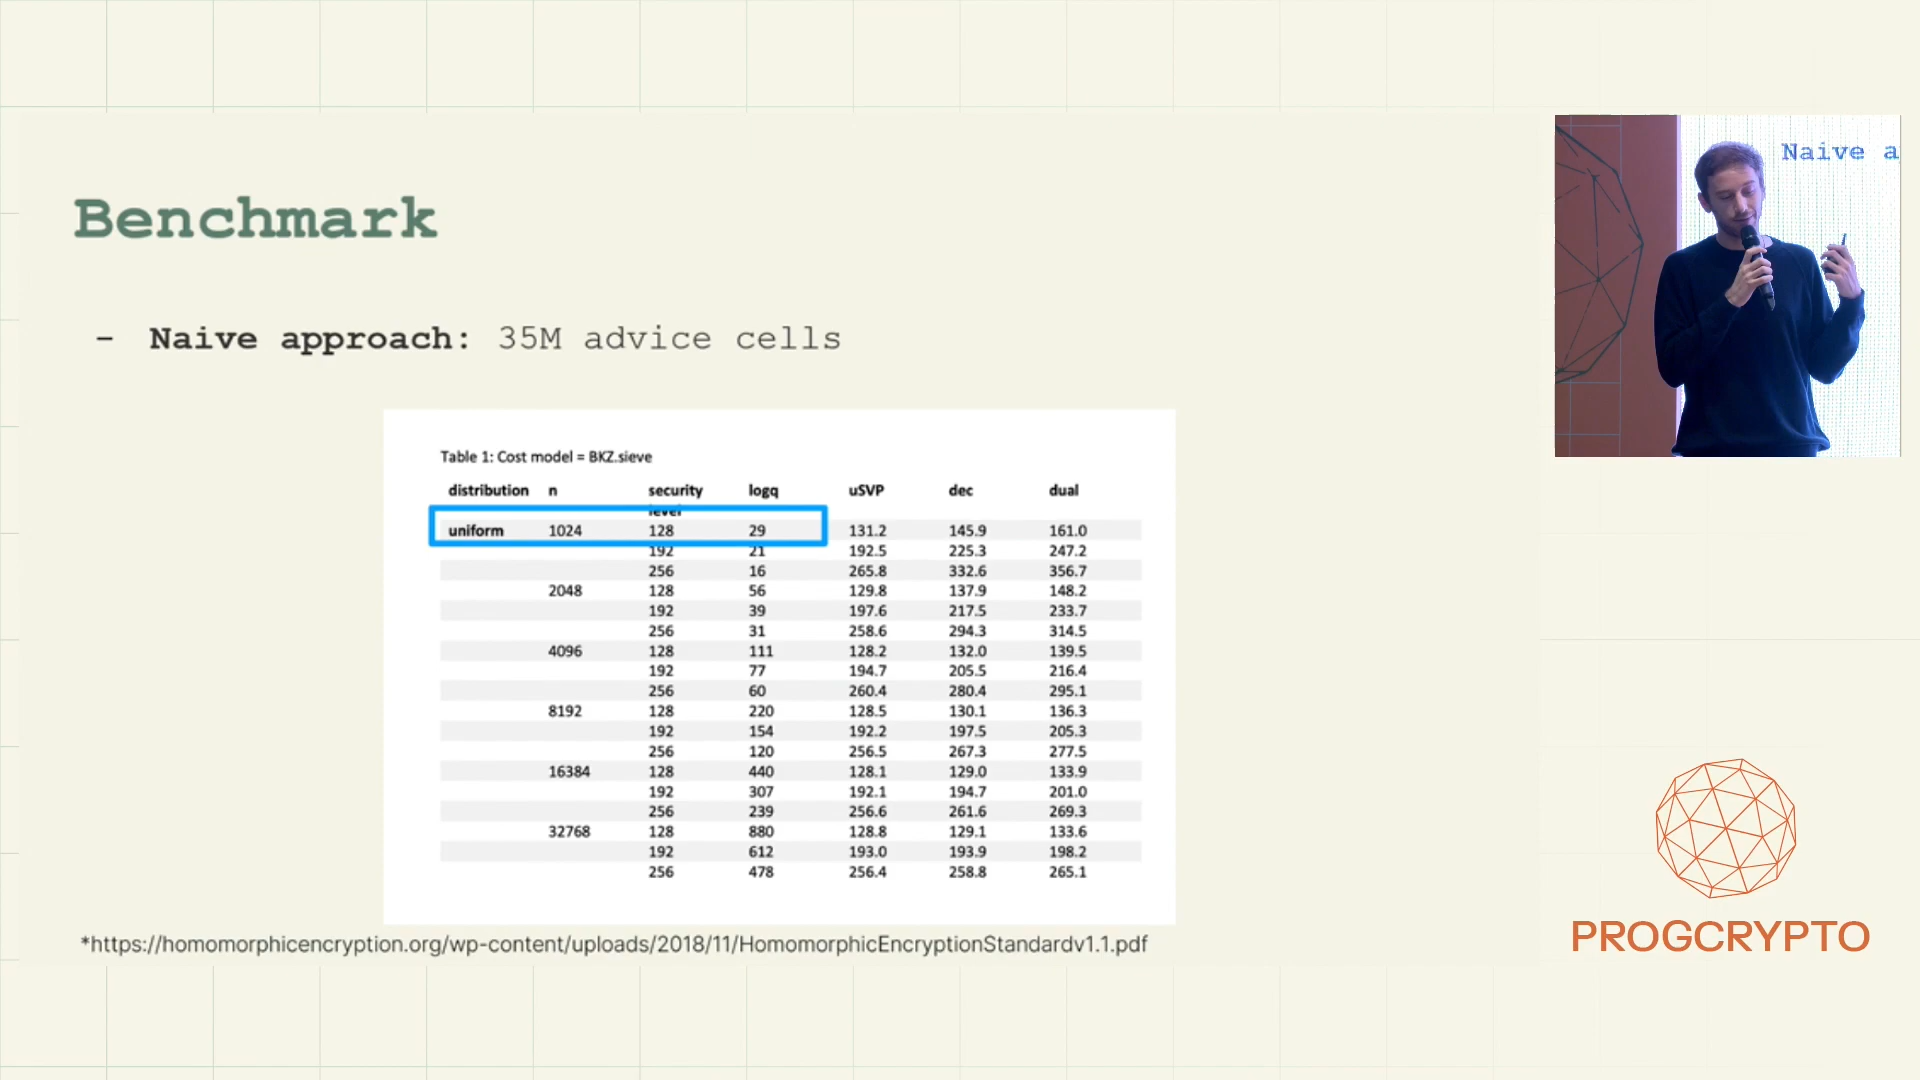 Benchmark
- Naive approach: 35M advice cells
Table 1: Cost model = BKZ.sieve
distribution n security level logq uSVP dec dual
uniform 1024 128 29 131.2 145.9 161.0
192 21 192.5 225.3 247.2
256 16 265.8 332.6 356.7
2048 128 56 129.8 137.9 148.2
192 39 197.6 217.5 233.7
256 31 258.6 294.3 314.5
4096 128 111 128.2 132.0 139.5
192 77 194.7 205.5 216.4
256 60 260.4 280.4 295.1
8192 128 220 128.5 130.1 136.3
192 154 192.2 197.5 205.3
256 120 256.5 267.3 277.5
16384 128 440 128.1 129.0 133.9
192 307 192.1 194.7 201.0
256 239 256.6 261.6 269.3
32768 128 880 128.8 129.1 133.6
192 612 193.0 193.9 198.2
256 478 256.4 258.8 265.1
*https://homomorphicencryption.org/wp-content/uploads/2018/11/HomomorphicEncryptionStandardv1.1.pdf
Naive a
PROGCRYPTO